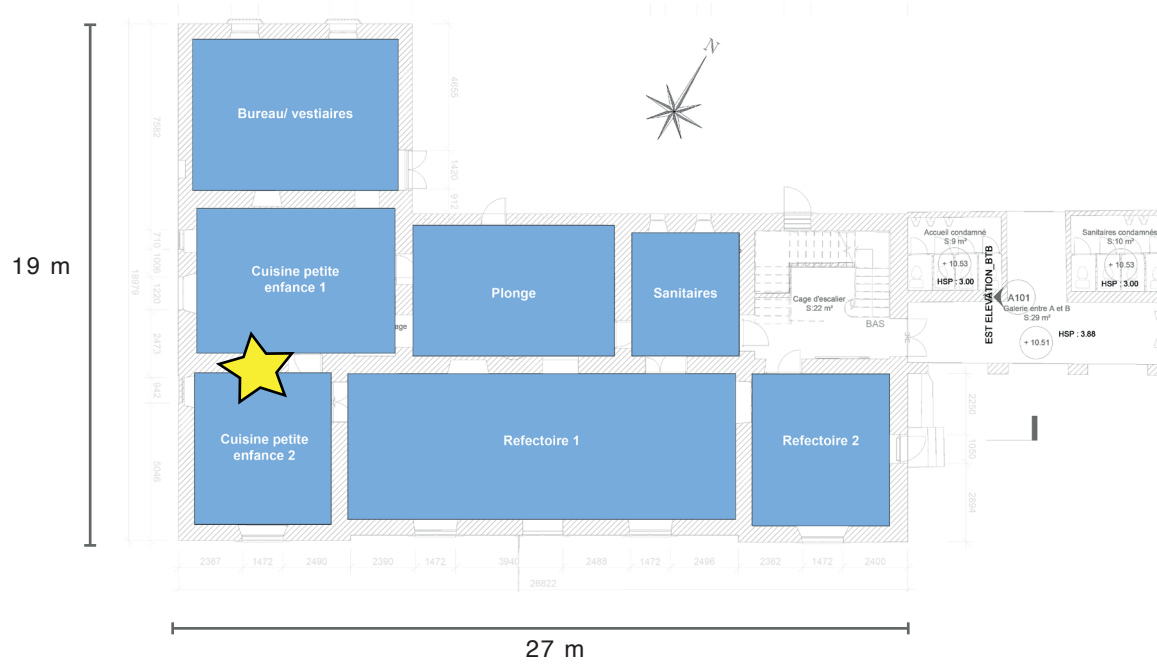 N
Bureau/ vestiaires
4855
7582
1420
912
Accueil condamné
S:9 m²
+ 10.53
HSP : 3.00
Sanitaires condamnés
S:10 m²
+ 10.53
HSP : 3.00
EST ELEVATION_BTB
710
1006
1220
2473
942
5046
18979
19 m
Cuisine petite
enfance 1
Plonge
Sanitaires
Cage d'escalier
S:22 m²
BAS
A101
Galerie entre A et B
S:29 m²
+ 10.51
HSP : 3.88
Cuisine petite
enfance 2
Refectoire 1
Refectoire 2
2250
1050
2694
2367
1472
2490
2390
1472
3940
2488
1472
2496
2362
1472
2400
26822
27 m